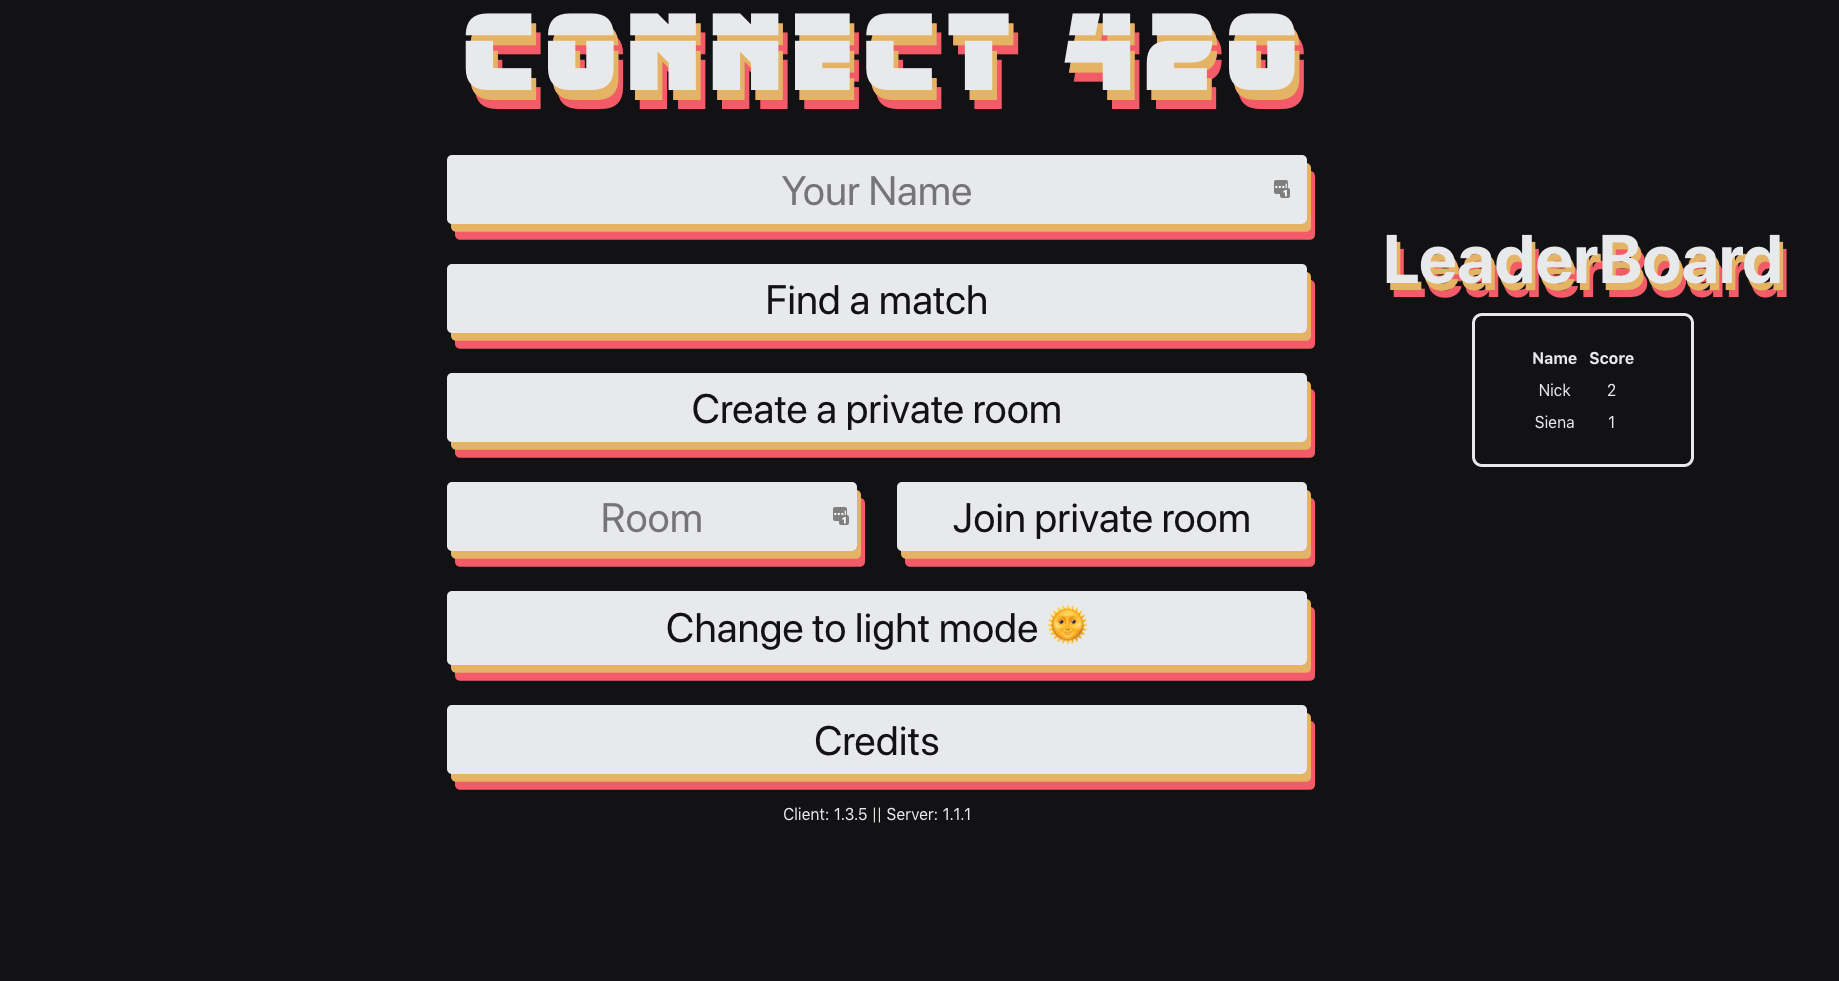 CONNECT 420
Your Name
Find a match
Create a private room
Room
Join private room
Change to light mode 🌞
Credits
Client: 1.3.5 || Server: 1.1.1
LeaderBoard
Name Score
Nick 2
Siena 1